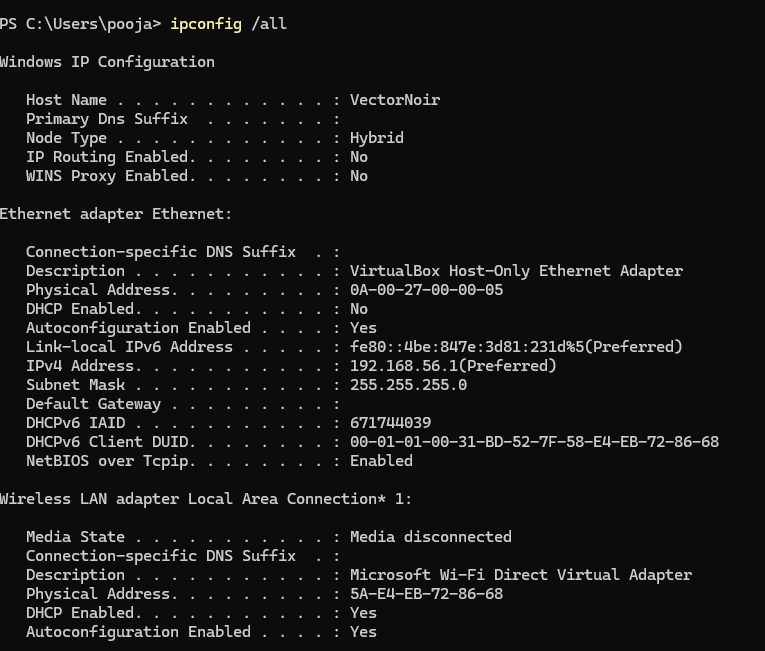 PS C:\Users\pooja> ipconfig /all
Windows IP Configuration
Host Name . . . . . . . . . . . . : VectorNoir
Primary Dns Suffix  . . . . . . . :
Node Type . . . . . . . . . . . . : Hybrid
IP Routing Enabled. . . . . . . . : No
WINS Proxy Enabled. . . . . . . . : No
Ethernet adapter Ethernet:
Connection-specific DNS Suffix  . :
Description . . . . . . . . . . . : VirtualBox Host-Only Ethernet Adapter
Physical Address. . . . . . . . . : 0A-00-27-00-00-05
DHCP Enabled. . . . . . . . . . . : No
Autoconfiguration Enabled . . . . : Yes
Link-local IPv6 Address . . . . . : fe80::4be:847e:3d81:231d%5(Preferred)
IPv4 Address. . . . . . . . . . . : 192.168.56.1(Preferred)
Subnet Mask . . . . . . . . . . . : 255.255.255.0
Default Gateway . . . . . . . . . :
DHCPv6 IAID . . . . . . . . . . . : 671744039
DHCPv6 Client DUID. . . . . . . . : 00-01-01-00-31-BD-52-7F-58-E4-EB-72-86-68
NetBIOS over Tcpip. . . . . . . . : Enabled
Wireless LAN adapter Local Area Connection* 1:
Media State . . . . . . . . . . . : Media disconnected
Connection-specific DNS Suffix  . :
Description . . . . . . . . . . . : Microsoft Wi-Fi Direct Virtual Adapter
Physical Address. . . . . . . . . : 5A-E4-EB-72-86-68
DHCP Enabled. . . . . . . . . . . : Yes
Autoconfiguration Enabled . . . . : Yes